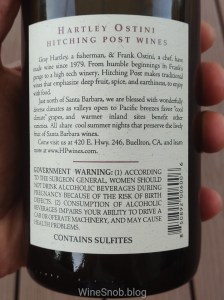 HARTLEY OSTINI
HITCHING POST WINES
Gray Hartley, a fisherman, & Frank Ostini, a chef, have
made wine since 1979. From humble beginnings in Frank's
garage to a high tech winery, Hitching Post makes traditional
wines that emphasize deep fruit, spice, and earthiness, to enjoy
with food.
Just north of Santa Barbara, we are blessed with wonderfully
diverse climates as valleys open to Pacific breezes favor "cool
climate" grapes, and warmer inland sites benefit other
varieties. All share cool summer nights that preserve the lively
fruit of Santa Barbara wines.
Come visit us at 420 E. Hwy. 246, Buellton, CA. and learn
more at www.HPwines.com.
GOVERNMENT WARNING: (1) ACCORDING
TO THE SURGEON GENERAL, WOMEN SHOULD
NOT DRINK ALCOHOLIC BEVERAGES DURING
PREGNANCY BECAUSE OF THE RISK OF BIRTH
DEFECTS. (2) CONSUMPTION OF ALCOHOLIC
BEVERAGES IMPAIRS YOUR ABILITY TO DRIVE A
CAR OR OPERATE MACHINERY, AND MAY CAUSE
HEALTH PROBLEMS.
CONTAINS SULFITES
WineSnob.blog